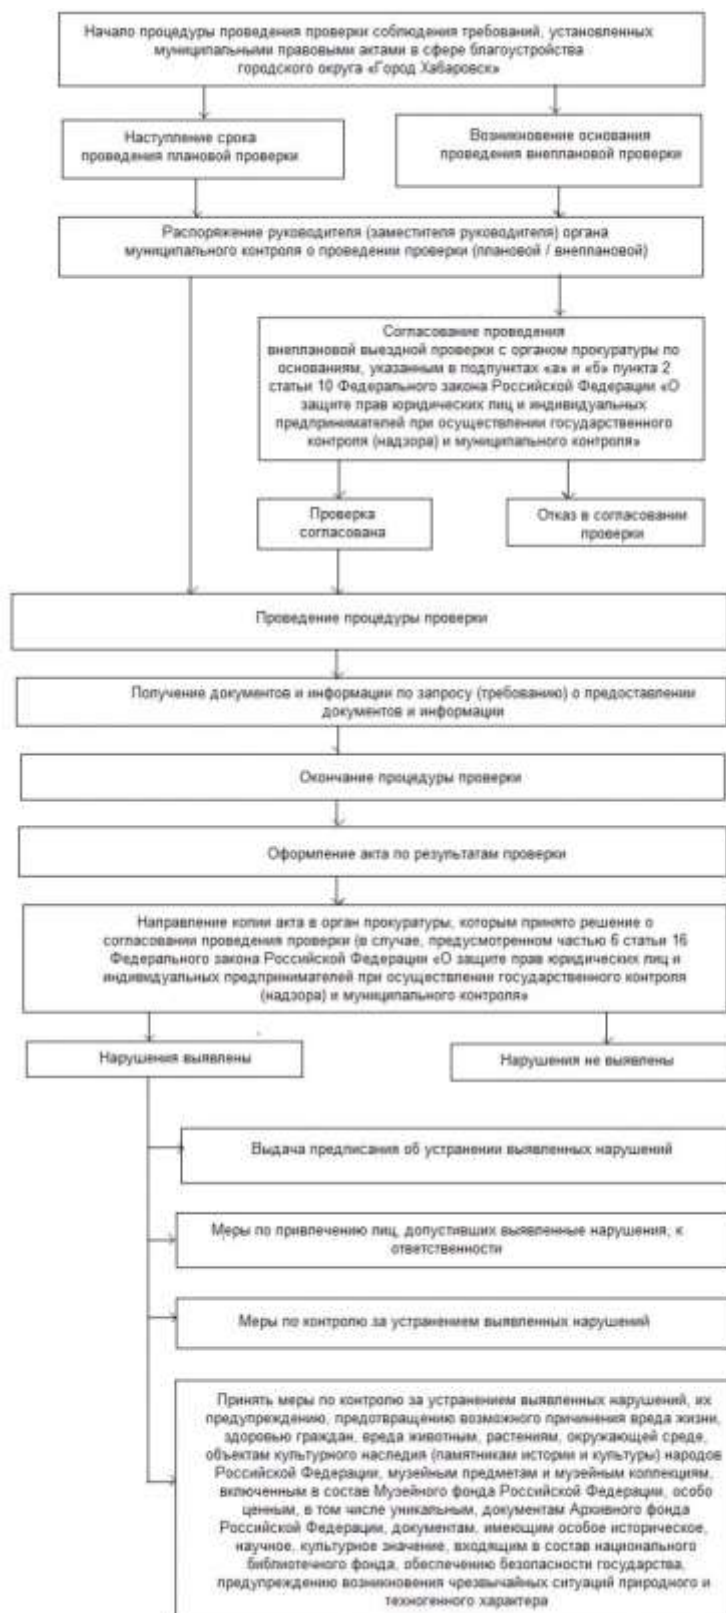 Начало процедуры проведения проверки соблюдения требований, установленных
муниципальными правовыми актами в сфере благоустройства
городского округа «Город Хабаровск»
Наступление срока
проведения плановой проверки
Возникновение основания
проведения внеплановой проверки
Распоряжение руководителя (заместителя руководителя) органа
муниципального контроля о проведении проверки (плановой / внеплановой)
Согласование проведения
внеплановой выездной проверки с органом прокуратуры по
основаниям, указанным в подпунктах «а» и «б» пункта 2
статьи 10 Федерального закона Российской Федерации «О
защите прав юридических лиц и индивидуальных
предпринимателей при осуществлении государственного
контроля (надзора) и муниципального контроля»
Проверка
согласована
Отказ в согласовании
проверки
Проведение процедуры проверки
Получение документов и информации по запросу (требованию) о предоставлении
документов и информации
Окончание процедуры проверки
Оформление акта по результатам проверки
Направление копии акта в орган прокуратуры, которым принято решение о
согласовании проведения проверки (в случае, предусмотренном частью 6 статьи 16
Федерального закона Российской Федерации «О защите прав юридических лиц и
индивидуальных предпринимателей при осуществлении государственного контроля
(надзора) и муниципального контроля»
Нарушения выявлены
Нарушения не выявлены
Выдача предписания об устранении выявленных нарушений
Меры по привлечению лиц, допустивших выявленные нарушения, к
ответственности
Меры по контролю за устранением выявленных нарушений
Принять меры по контролю за устранением выявленных нарушений, их
предупреждению, предотвращению возможного причинения вреда жизни,
здоровью граждан, вреда животным, растениям, окружающей среде,
объектам культурного наследия (памятникам истории и культуры) народов
Российской Федерации, музейным предметам и музейным коллекциям,
включенным в состав Музейного фонда Российской Федерации, особо
ценным, в том числе уникальным, документам Архивного фонда
Российской Федерации, документам, имеющим особое историческое,
научное, культурное значение, входящим в состав национального
библиотечного фонда, обеспечению безопасности государства,
предупреждению возникновения чрезвычайных ситуаций природного и
техногенного характера